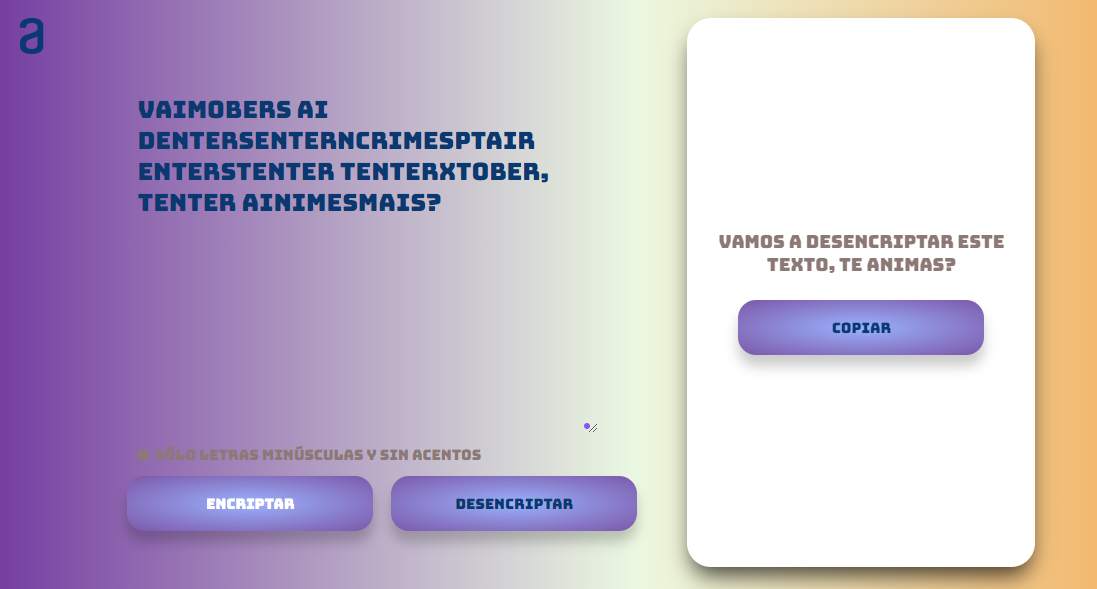 a
VAIMOBERS AI
DENTERSENTERNCRIMESPTAIR
ENTERSTENTER TENTERXTOBER,
TENTER AINIMESMAIS?
SÓLO LETRAS MINÚSCULAS Y SIN ACENTOS
ENCRIPTAR
DESENCRIPTAR
VAMOS A DESENCRIPTAR ESTE
TEXTO, TE ANIMAS?
COPIAR